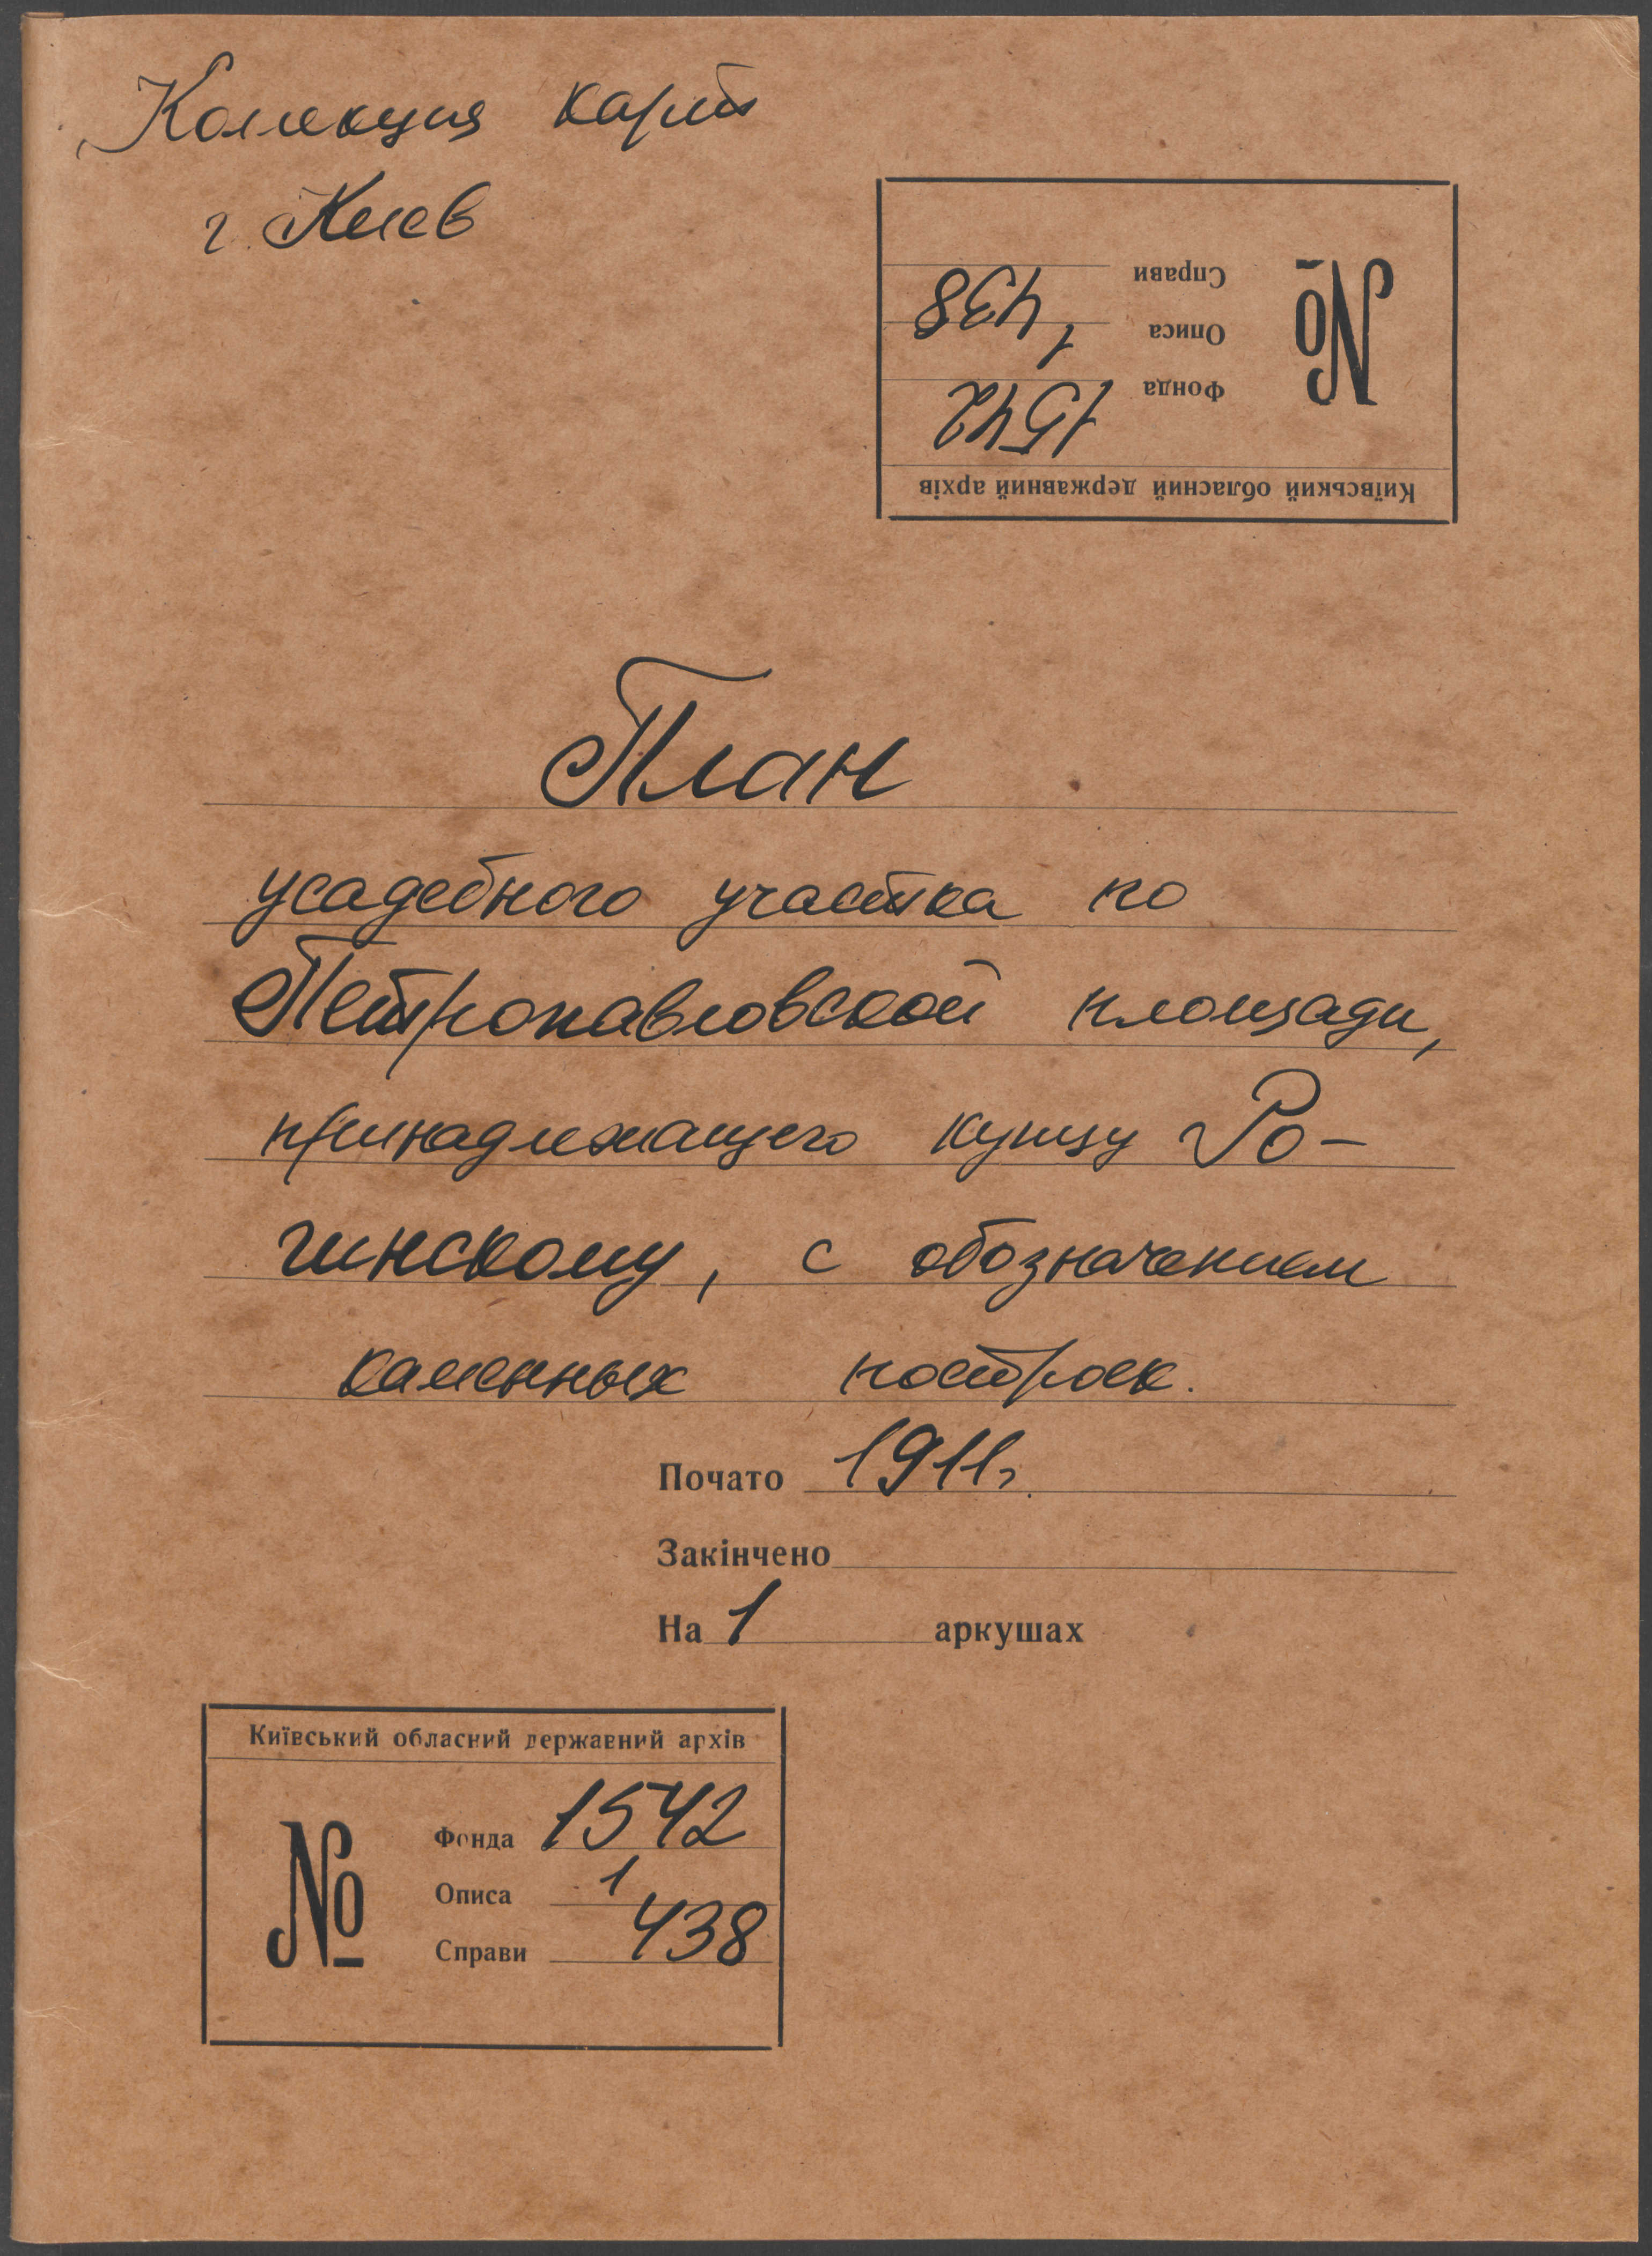 Коллекция карт
г. Киев
Справи
Описа 1 438
Фонда 1542
№
Київський обласний державний архів
План
усадебного участка по
Петропавловской площади,
принадлежащего купцу Ро-
гинскому, с обозначением
каменных построек.
Почато 1911г.
Закінчено
На 1 аркушах
Київський обласний державний архів
№
Фонда 1542
Описа 1
Справи 438